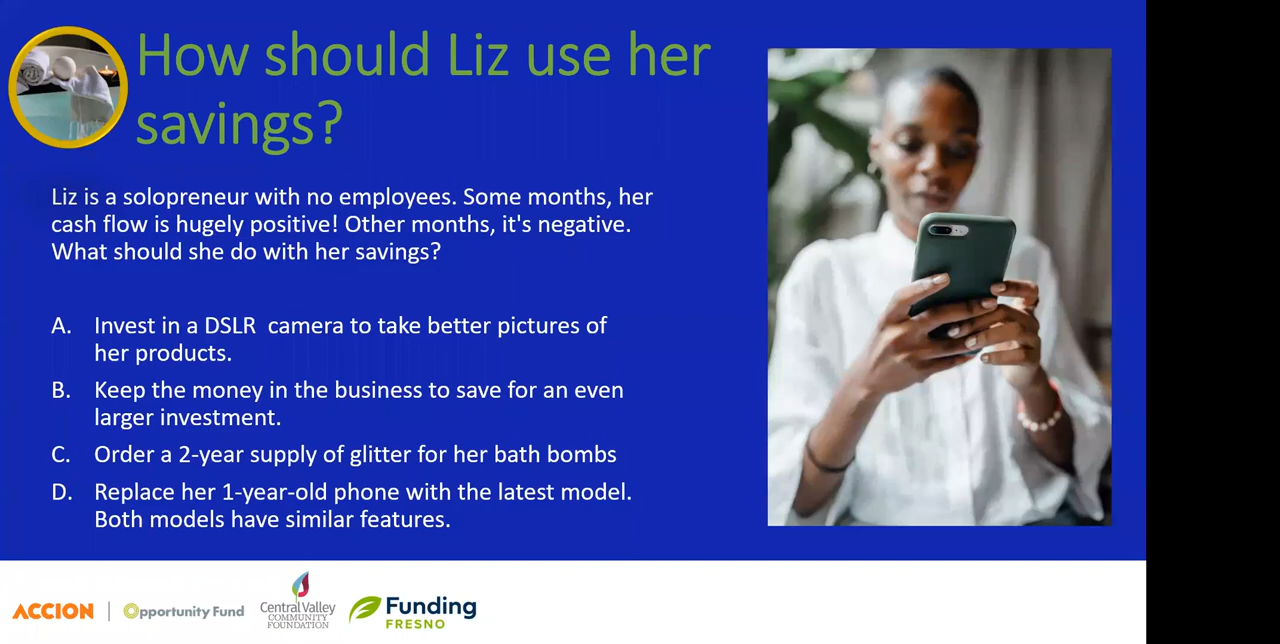 How should Liz use her
savings?
Liz is a solopreneur with no employees. Some months, her
cash flow is hugely positive! Other months, it's negative.
What should she do with her savings?
A. Invest in a DSLR camera to take better pictures of
her products.
B. Keep the money in the business to save for an even
larger investment.
C. Order a 2-year supply of glitter for her bath bombs
D. Replace her 1-year-old phone with the latest model.
Both models have similar features.
ACCION | Opportunity Fund
Central Valley
COMMUNITY
FOUNDATION
Funding
FRESNO